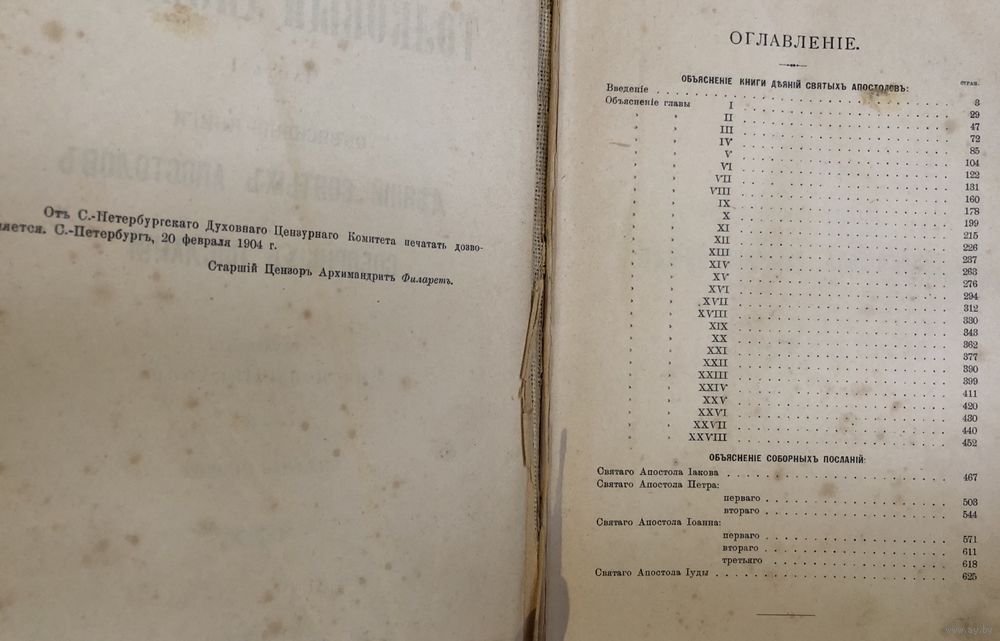 Отъ С.-Петербургскаго Духовнаго Цензурнаго Комитета печатать дозво-
ляется. С.-Петербургъ, 20 февраля 1904 г.
Старшій Цензоръ Архимандритъ Филаретъ.
ОГЛАВЛЕНІЕ.
СТРАН.
ОБЪЯСНЕНІЕ КНИГИ ДѢЯНІЙ СВЯТЫХЪ АПОСТОЛОВЪ:
Введеніе . . . . . . . . . . 3
Объясненіе главы I . . . . . . . . . . 29
" " II . . . . . . . . . . 47
" " III . . . . . . . . . . 72
" " IV . . . . . . . . . . 85
" " V . . . . . . . . . . 104
" " VI . . . . . . . . . . 122
" " VII . . . . . . . . . . 131
" " VIII . . . . . . . . . . 160
" " IX . . . . . . . . . . 178
" " X . . . . . . . . . . 199
" " XI . . . . . . . . . . 215
" " XII . . . . . . . . . . 226
" " XIII . . . . . . . . . . 237
" " XIV . . . . . . . . . . 263
" " XV . . . . . . . . . . 276
" " XVI . . . . . . . . . . 294
" " XVII . . . . . . . . . . 312
" " XVIII . . . . . . . . . . 330
" " XIX . . . . . . . . . . 343
" " XX . . . . . . . . . . 362
" " XXI . . . . . . . . . . 377
" " XXII . . . . . . . . . . 390
" " XXIII . . . . . . . . . . 399
" " XXIV . . . . . . . . . . 411
" " XXV . . . . . . . . . . 420
" " XXVI . . . . . . . . . . 430
" " XXVII . . . . . . . . . . 440
" " XXVIII . . . . . . . . . . 452
ОБЪЯСНЕНІЕ СОБОРНЫХЪ ПОСЛАНІЙ:
Святаго Апостола Іакова . . . . . . . . . . 467
Святаго Апостола Петра:
перваго . . . . . . . . . . 503
втораго . . . . . . . . . . 544
Святаго Апостола Іоанна:
перваго . . . . . . . . . . 571
втораго . . . . . . . . . . 611
третьяго . . . . . . . . . . 618
Святаго Апостола Іуды . . . . . . . . . . 625
www.ay.by